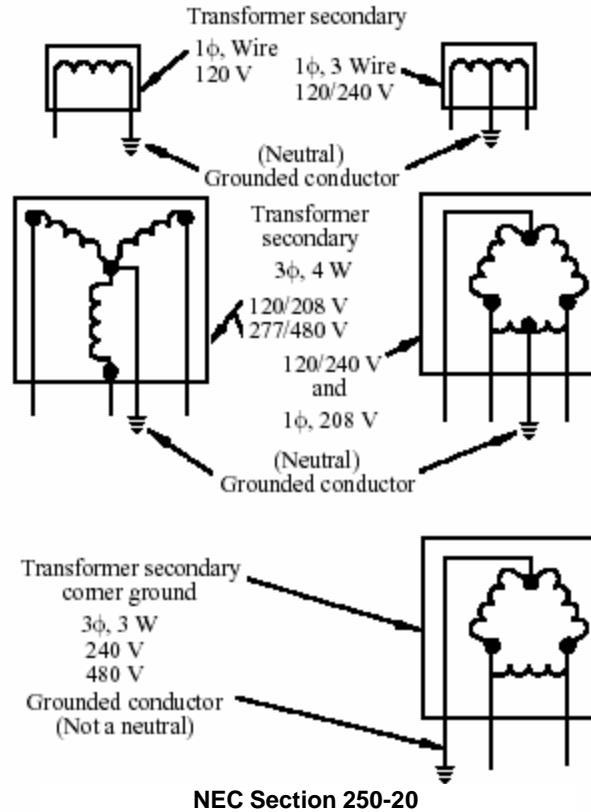 Transformer secondary
1ϕ, Wire
120 V
1ϕ, 3 Wire
120/240 V
(Neutral)
Grounded conductor
Transformer
secondary
3ϕ, 4 W
120/208 V
277/480 V
120/240 V
and
1ϕ, 208 V
(Neutral)
Grounded conductor
Transformer secondary
corner ground
3ϕ, 3 W
240 V
480 V
Grounded conductor
(Not a neutral)
NEC Section 250-20